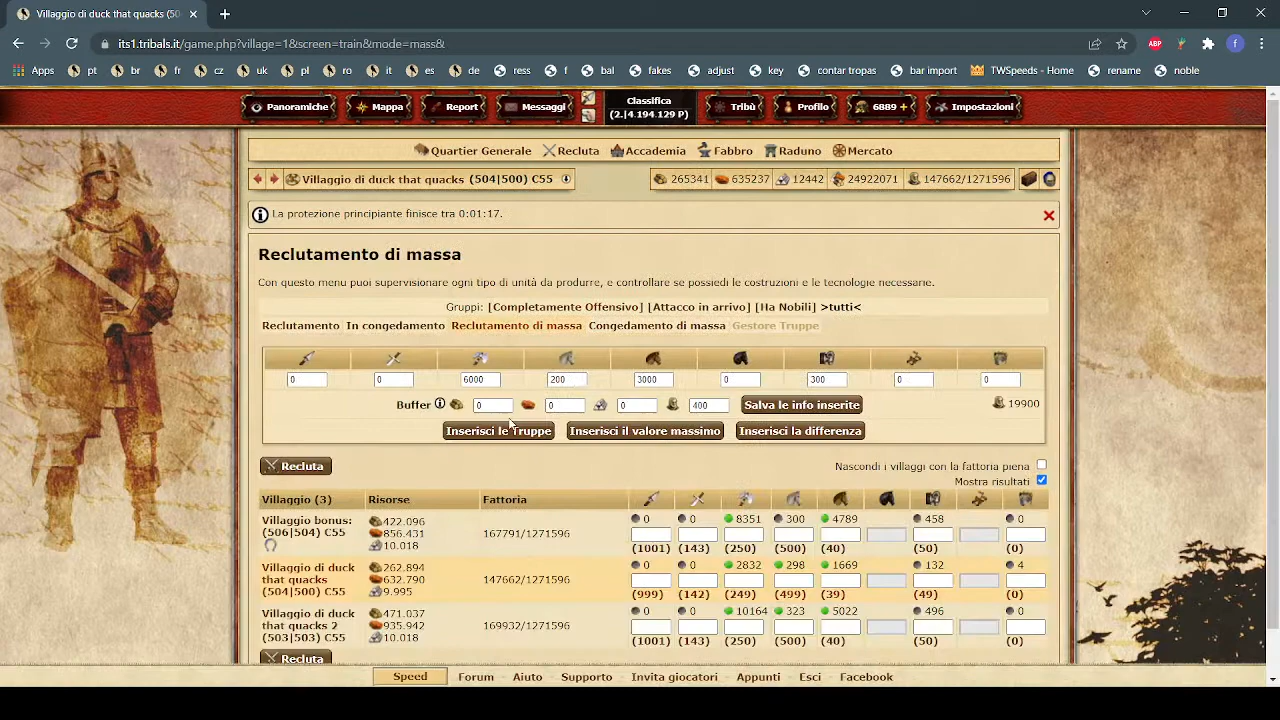 Villaggio di duck that quacks (50
its1.tribals.it/game.php?village=1&screen=train&mode=mass&
ABP f
Apps pt br fr cz uk pl ro it es de ress f bal fakes adjust key contar tropas bar import TWSpeeds - Home rename noble
Panoramiche Mappa Report Messaggi Classifica Tribù Profilo 6889 + Impostazioni
(2.|4.194.129 P)
Quartier Generale Recluta Accademia Fabbro Raduno Mercato
Villaggio di duck that quacks (504|500) C55 265341 635237 12442 24922071 147662/1271596
La protezione principiante finisce tra 0:01:17.
Reclutamento di massa
Con questo menu puoi supervisionare ogni tipo di unità da produrre, e controllare se possiedi le costruzioni e le tecnologie necessarie.
Gruppi: [Completamente Offensivo] [Attacco in arrivo] [Ha Nobili] >tutti<
Reclutamento In congedamento Reclutamento di massa Congedamento di massa Gestore Truppe
0 0 6000 200 3000 0 300 0 0
Buffer 0 0 0 400 Salva le info inserite 19900
Inserisci le Truppe Inserisci il valore massimo Inserisci la differenza
Recluta
Nascondi i villaggi con la fattoria piena
Mostra risultati
Villaggio (3) Risorse Fattoria
Villaggio bonus: 422.096 0 0 8351 300 4789 458 0
(506|504) C55 856.431 167791/1271596
10.018 (1001) (143) (250) (500) (40) (50) (0)
Villaggio di duck 262.894 0 0 2832 298 1669 132 4
that quacks 632.790 147662/1271596
(504|500) C55 9.995 (999) (142) (249) (499) (39) (49) (0)
Villaggio di duck 471.037 0 0 10164 323 5022 496 0
that quacks 2 935.942 169932/1271596
(503|503) C55 10.018 (1001) (143) (250) (500) (40) (50) (0)
Recluta
Speed Forum Aiuto Supporto Invita giocatori Appunti Esci Facebook